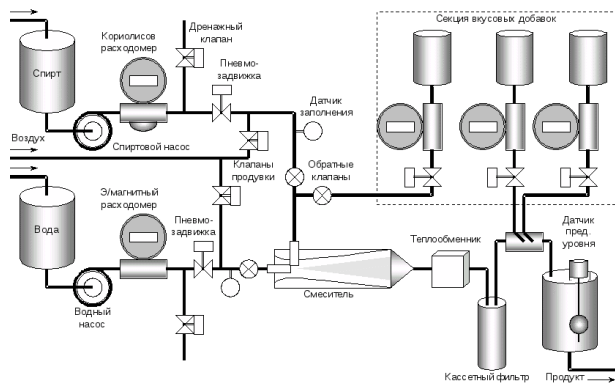 Дренажный
клапан
Кориолисов
расходомер
Секция вкусовых добавок
Пневмо-
задвижка
Спирт
Датчик
заполнения
Воздух
Спиртовой насос
Клапаны
продувки
Обратные
клапаны
Э/магнитный
расходомер
Пневмо-
задвижка
Вода
Датчик
пред.
уровня
Теплообменник
Смеситель
Водный
насос
Кассетный фильтр
Продукт